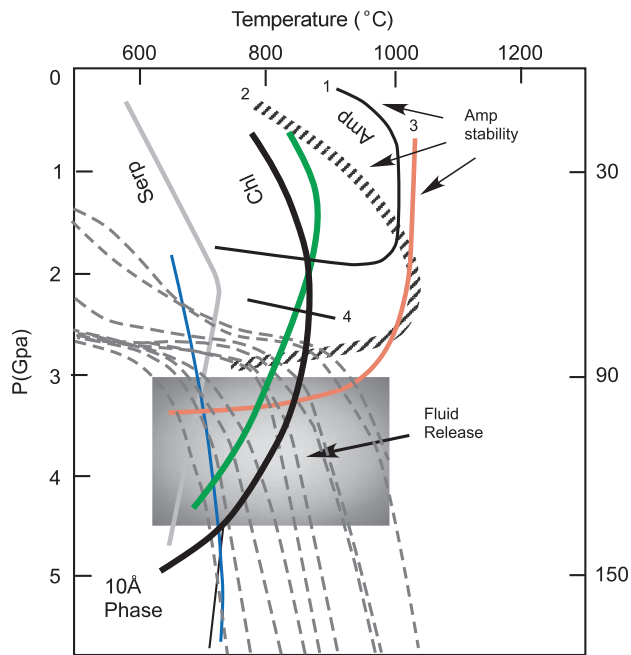 Temperature (°C)
600 800 1000 1200
0
1
2
3
4
5
P(Gpa)
30
90
150
1
2
3
4
Amp
Amp
stability
Serp
Chl
Fluid
Release
10Å
Phase